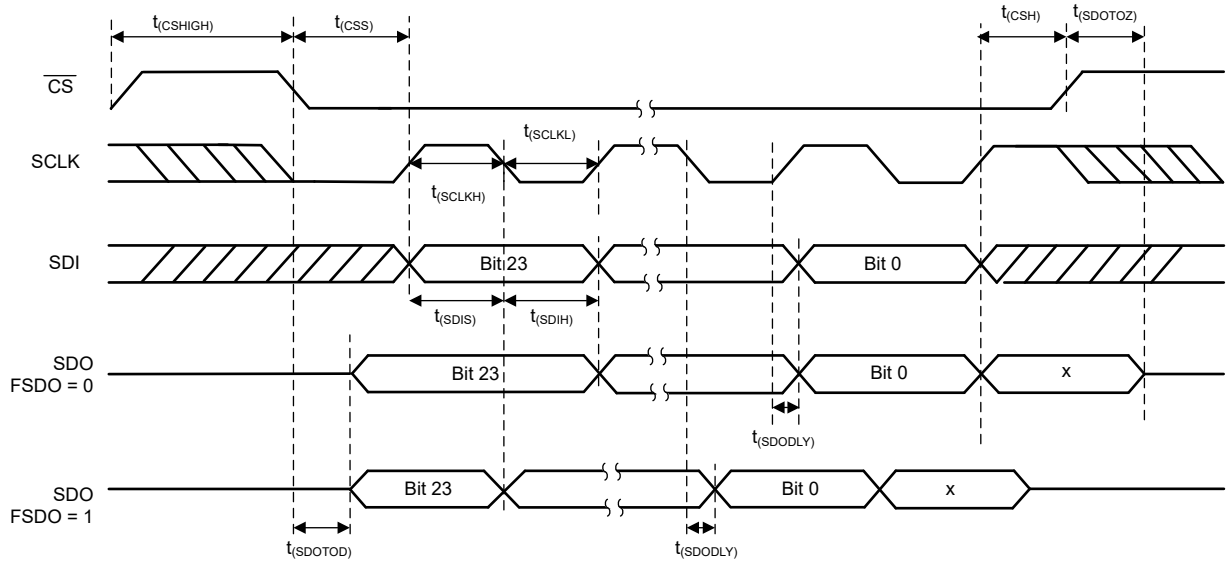 t(CSHIGH)
t(CSS)
t(CSH)
t(SDOTOZ)
CS
t(SCLKL)
SCLK
t(SCLKH)
SDI
Bit 23
Bit 0
t(SDIS)
t(SDIH)
SDO
FSDO = 0
Bit 23
Bit 0
x
t(SDODLY)
SDO
FSDO = 1
Bit 23
Bit 0
x
t(SDOTOD)
t(SDODLY)